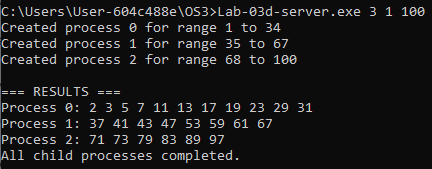 C:\Users\User-604c488e\OS3>Lab-03d-server.exe 3 1 100
Created process 0 for range 1 to 34
Created process 1 for range 35 to 67
Created process 2 for range 68 to 100

=== RESULTS ===
Process 0: 2 3 5 7 11 13 17 19 23 29 31
Process 1: 37 41 43 47 53 59 61 67
Process 2: 71 73 79 83 89 97
All child processes completed.